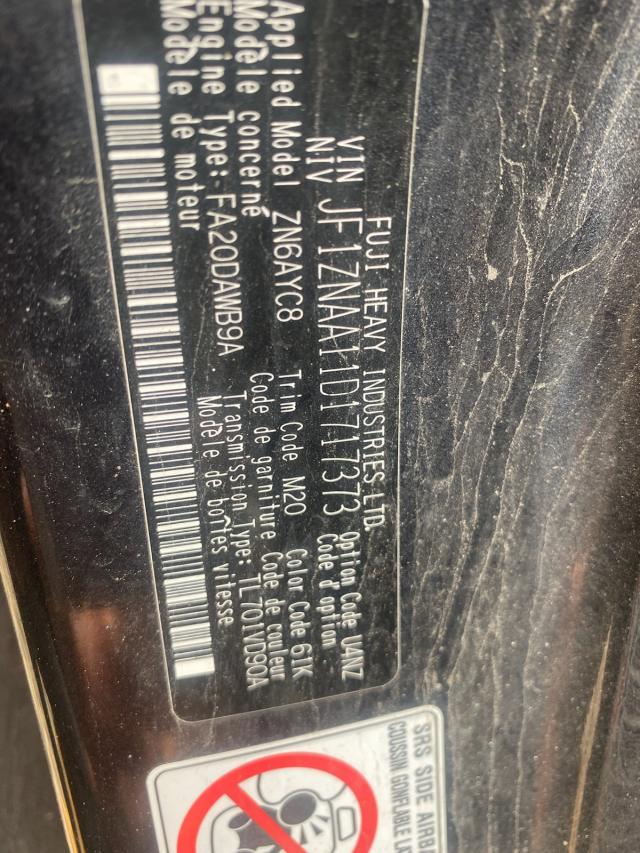 FUJI HEAVY INDUSTRIES LTD.
VIN JF1ZNAA11D1717373 Option Code U4NZ
NIV Code d'option
Applied Model ZN6AYC8 Trim Code M20 Color Code 61K
Modèle concerné Code de garniture Code de couleur
Engine Type: FA20DAWB9A Transmission Type: TL701VD90A
Modèle de moteur Modèle de boîtes vitesse
SRS SIDE
COUSSIN GONFLABLE